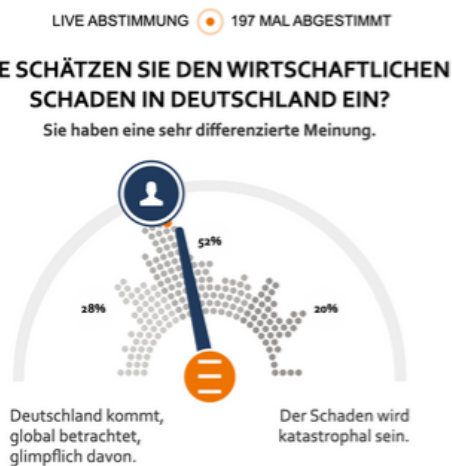 LIVE ABSTIMMUNG 197 MAL ABGESTIMMT
E SCHÄTZEN SIE DEN WIRTSCHAFTLICHEN
SCHADEN IN DEUTSCHLAND EIN?
Sie haben eine sehr differenzierte Meinung.
52%
28%
20%
Deutschland kommt,
global betrachtet,
glimpflich davon.
Der Schaden wird
katastrophal sein.